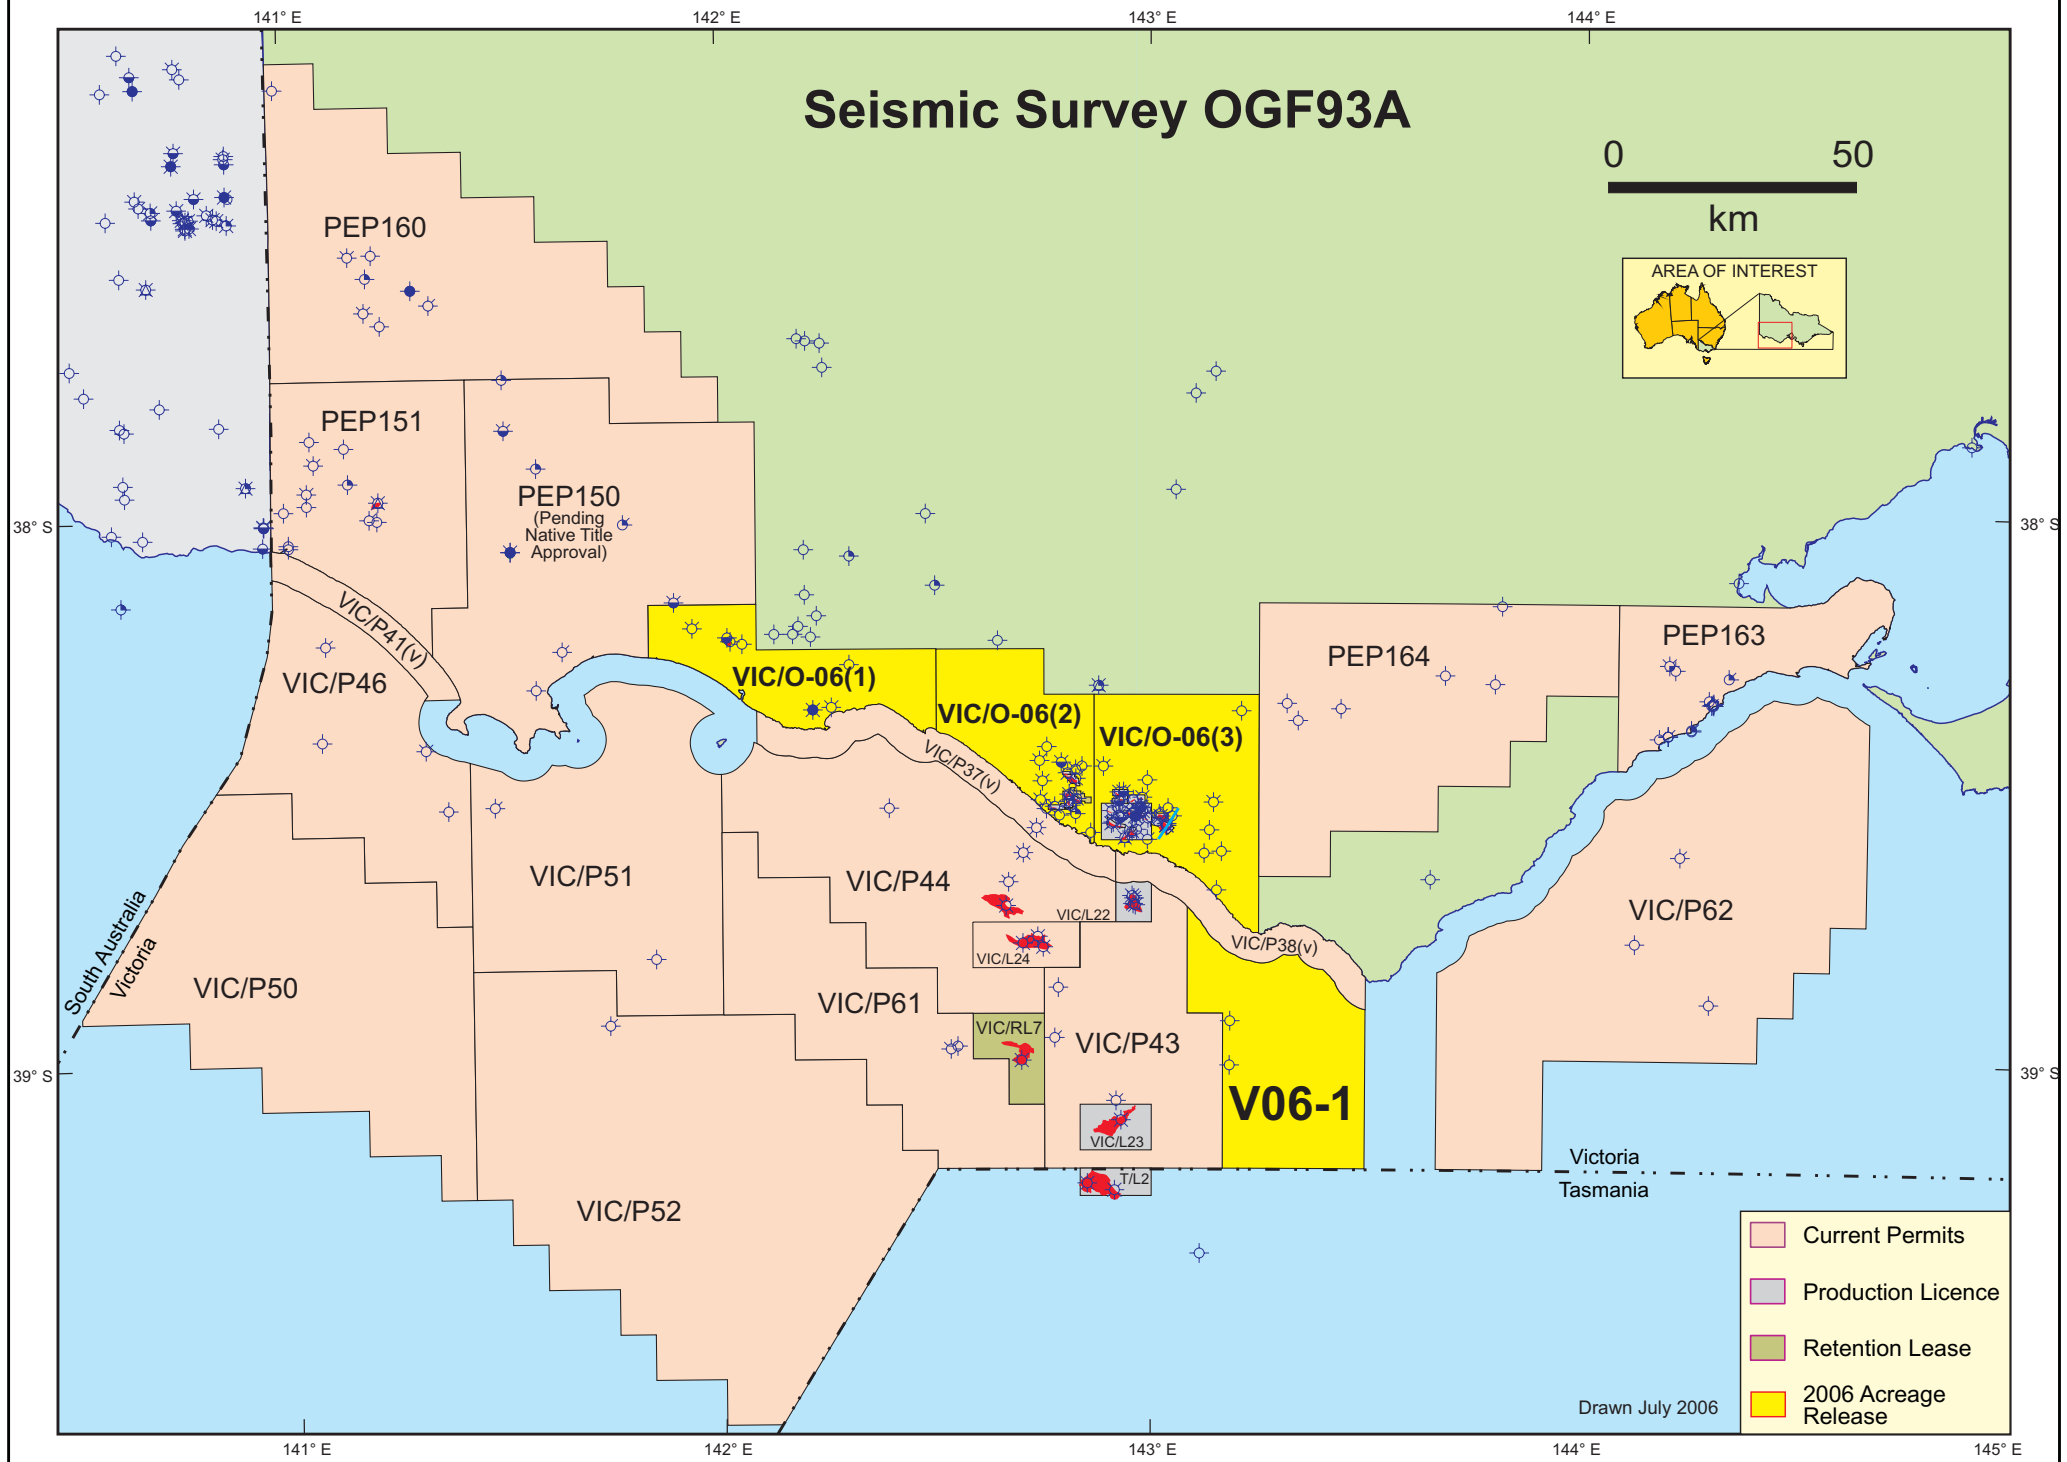 141° E
142° E
143° E
144° E
Seismic Survey OGF93A
0
50
km
AREA OF INTEREST
PEP160
PEP151
PEP150
(Pending
Native Title
Approval)
38° S
38° S
VIC/P41(v)
VIC/P46
VIC/O-06(1)
VIC/O-06(2)
VIC/O-06(3)
PEP164
PEP163
VIC/P37(v)
VIC/P51
VIC/P44
VIC/L22
VIC/P62
VIC/P38(v)
VIC/L24
South Australia
Victoria
VIC/P50
VIC/P61
VIC/RL7
VIC/P43
39° S
39° S
V06-1
VIC/L23
T/L2
Victoria
Tasmania
VIC/P52
Current Permits
Production Licence
Retention Lease
2006 Acreage
Release
Drawn July 2006
141° E
142° E
143° E
144° E
145° E